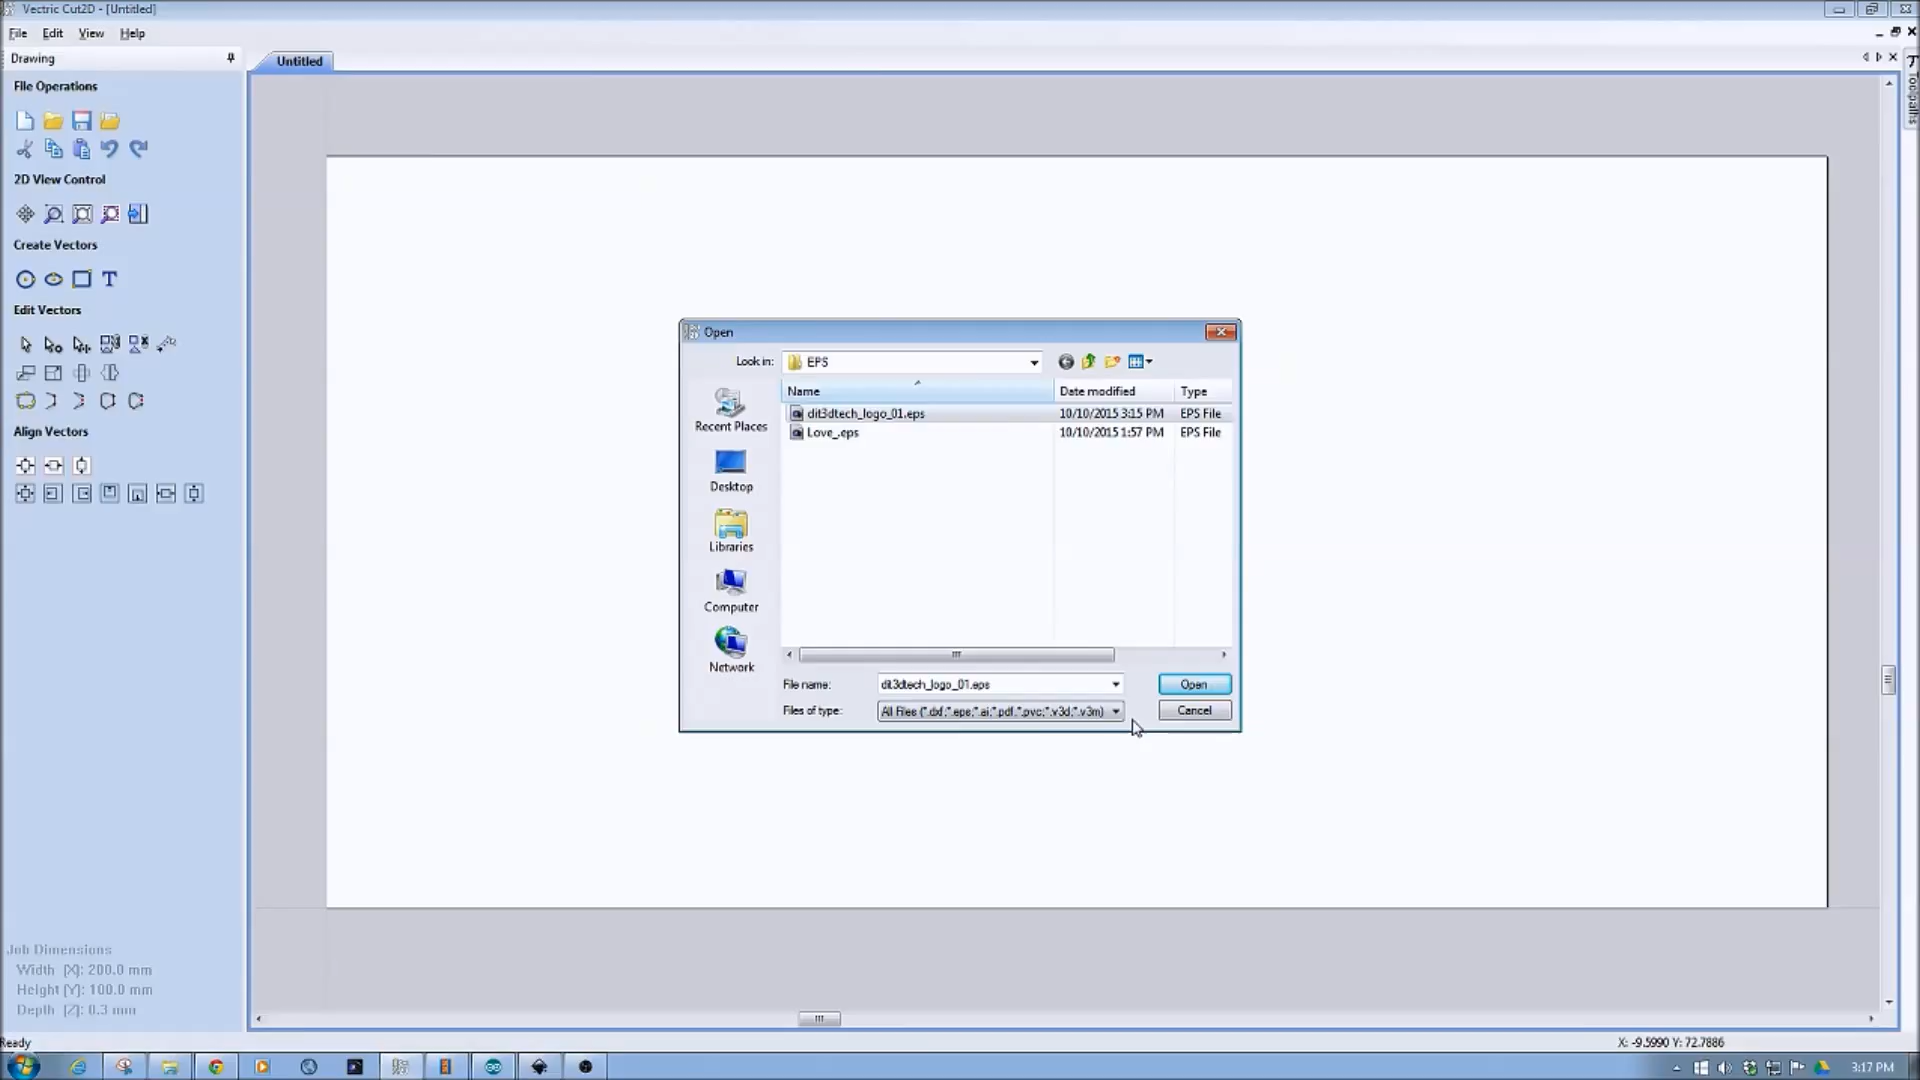 Vectric Cut2D - [Untitled]
File Edit View Help
Drawing
Untitled
Toolpaths
File Operations
2D View Control
Create Vectors
T
Edit Vectors
Align Vectors
Open
Look in: EPS
Name Date modified Type
dit3dtech_logo_01.eps 10/10/2015 3:15 PM EPS File
Love_.eps 10/10/2015 1:57 PM EPS File
Recent Places
Desktop
Libraries
Computer
Network
File name: dit3dtech_logo_01.eps Open
Files of type: All Files (*.dxf;*.eps;*.ai;*.pdf;*.pvc;*.v3d;*.v3m) Cancel
Job Dimensions
Width [X]: 200.0 mm
Height [Y]: 100.0 mm
Depth [Z]: 0.3 mm
Ready
X: -9.5990 Y: 72.7886
3:17 PM